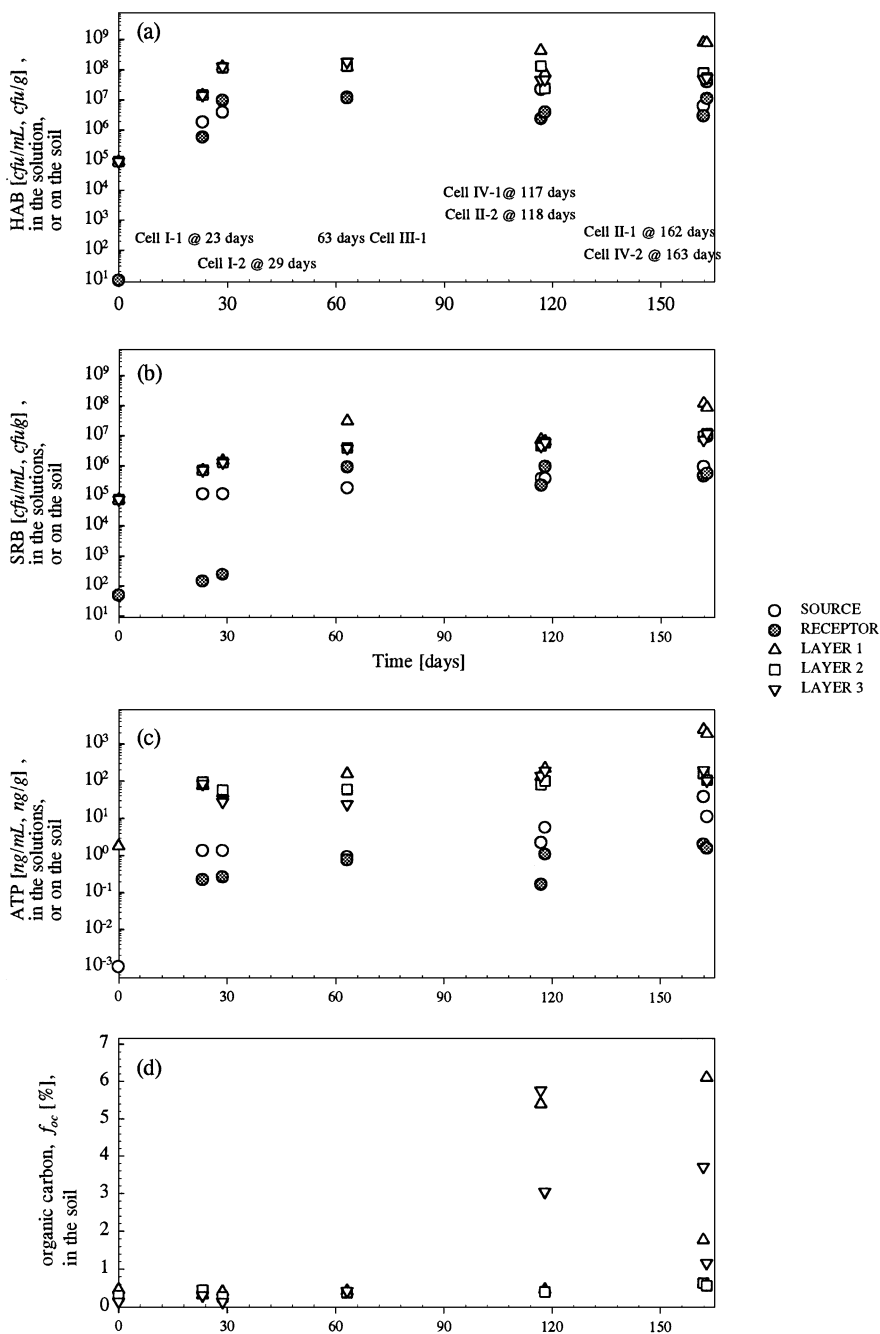 (a)
HAB [cfu/mL, cfu/g] ,
in the solution,
or on the soil
10⁹
10⁸
10⁷
10⁶
10⁵
10⁴
10³
10²
10¹
Cell IV-1@ 117 days
Cell II-2 @ 118 days
Cell I-1 @ 23 days
63 days Cell III-1
Cell II-1 @ 162 days
Cell I-2 @ 29 days
Cell IV-2 @ 163 days
0 30 60 90 120 150
(b)
SRB [cfu/mL, cfu/g] ,
in the solutions,
or on the soil
10⁹
10⁸
10⁷
10⁶
10⁵
10⁴
10³
10²
10¹
0 30 60 90 120 150
Time [days]
SOURCE
RECEPTOR
LAYER 1
LAYER 2
LAYER 3
(c)
ATP [ng/mL, ng/g] ,
in the solutions,
or on the soil
10³
10²
10¹
10⁰
10⁻¹
10⁻²
10⁻³
0 30 60 90 120 150
(d)
organic carbon, f_oc [%],
in the soil
7
6
5
4
3
2
1
0
0 30 60 90 120 150